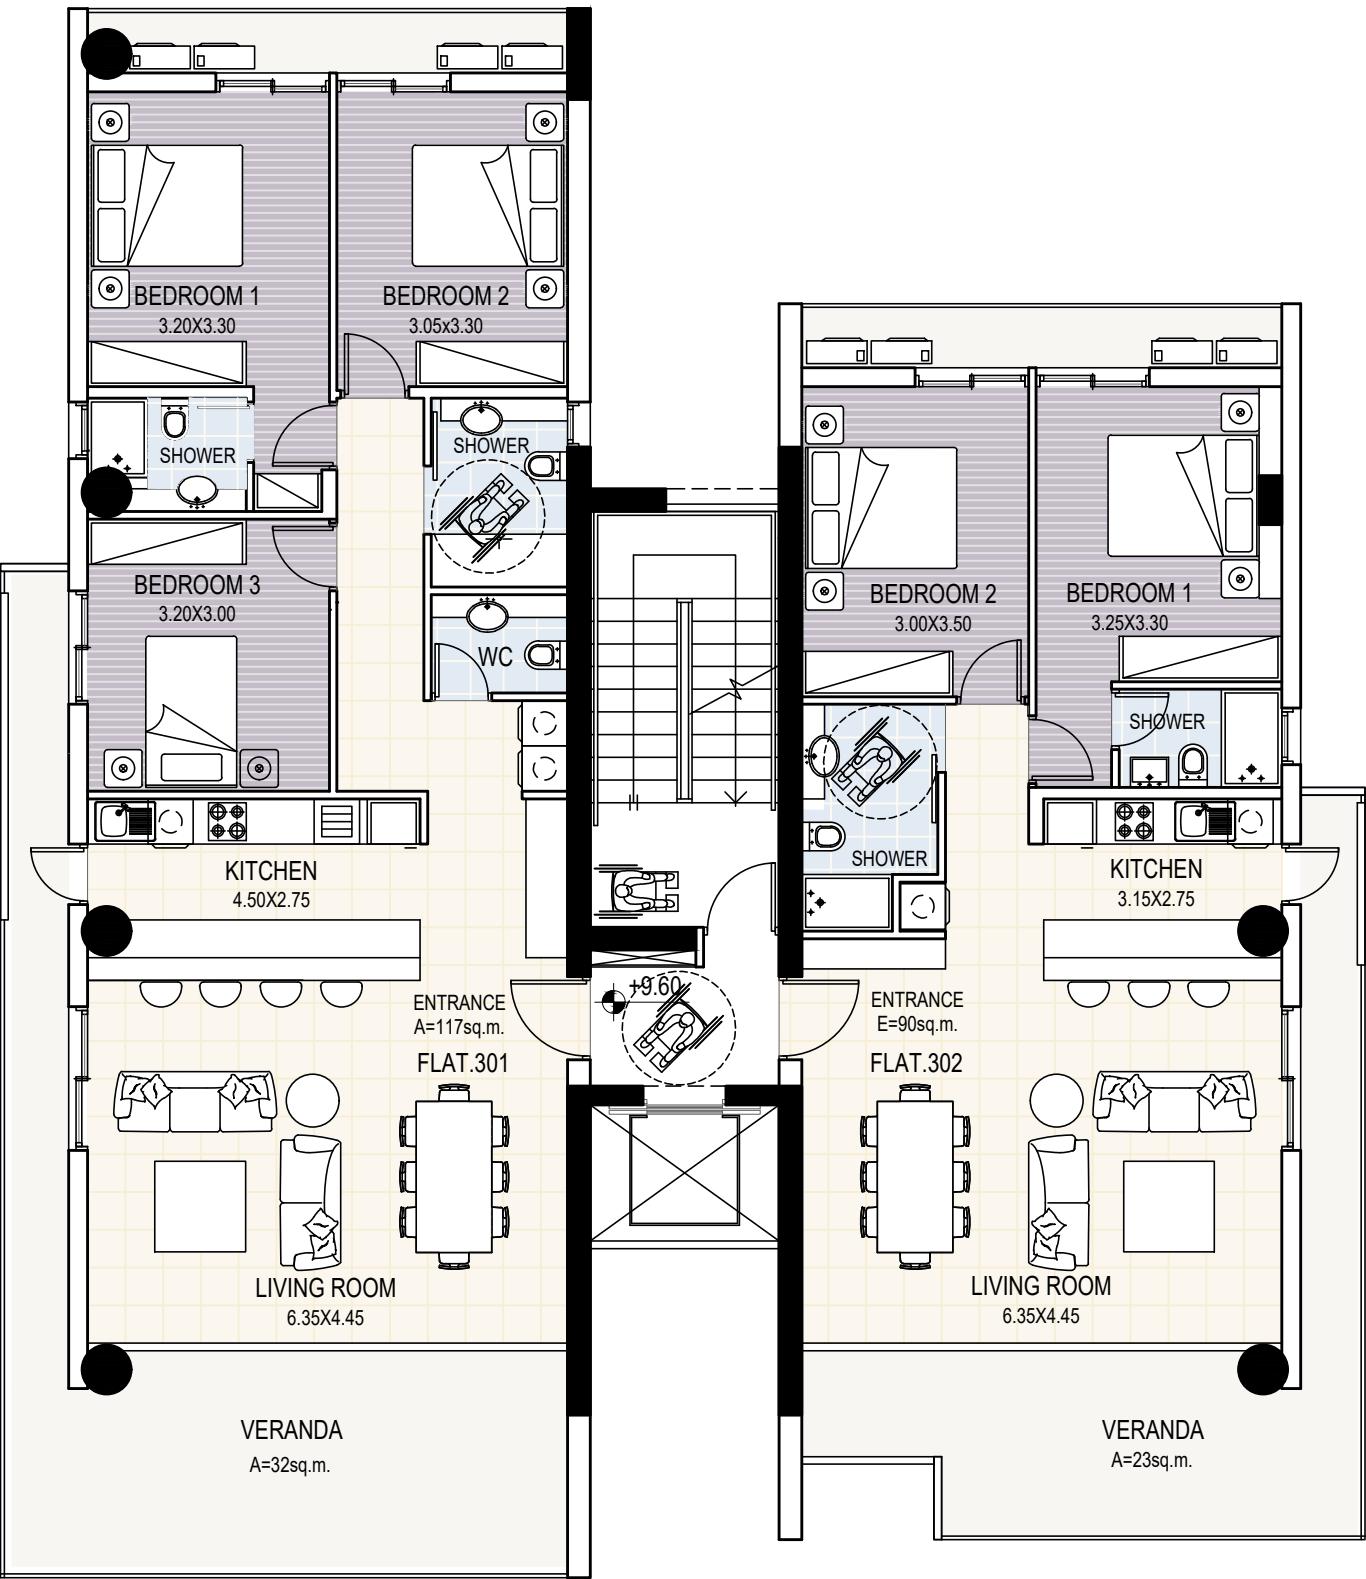 BEDROOM 1
3.20X3.30
BEDROOM 2
3.05x3.30
SHOWER
SHOWER
BEDROOM 3
3.20X3.00
WC
KITCHEN
4.50X2.75
ENTRANCE
A=117sq.m.
FLAT.301
LIVING ROOM
6.35X4.45
VERANDA
A=32sq.m.
+9.60
BEDROOM 2
3.00X3.50
BEDROOM 1
3.25X3.30
SHOWER
SHOWER
KITCHEN
3.15X2.75
ENTRANCE
E=90sq.m.
FLAT.302
LIVING ROOM
6.35X4.45
VERANDA
A=23sq.m.